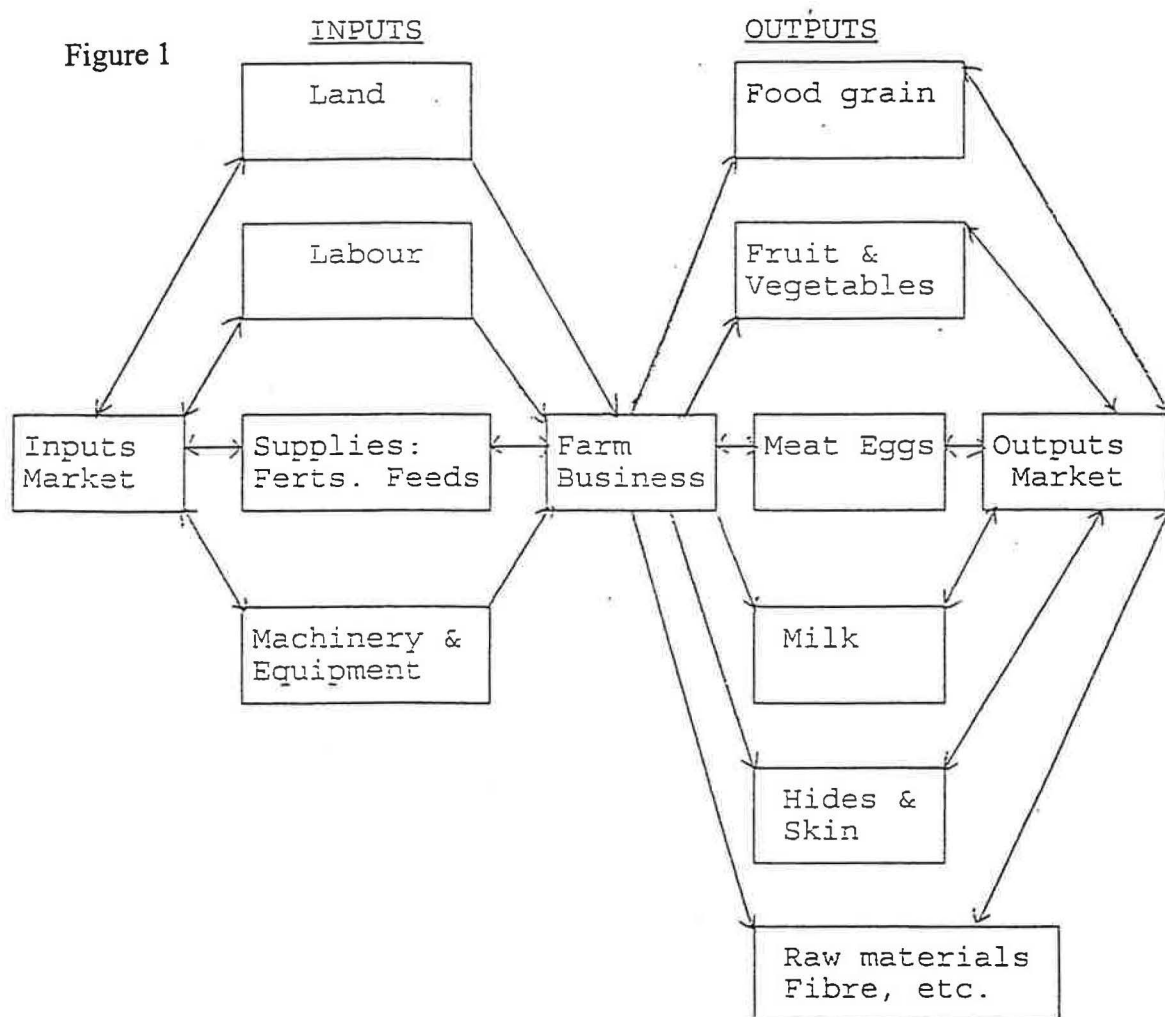 Figure 1
INPUTS
OUTPUTS
Land
Food grain
Labour
Fruit &
Vegetables
Inputs
Market
Supplies:
Ferts. Feeds
Farm
Business
Meat Eggs
Outputs
Market
Machinery &
Equipment
Milk
Hides &
Skin
Raw materials
Fibre, etc.